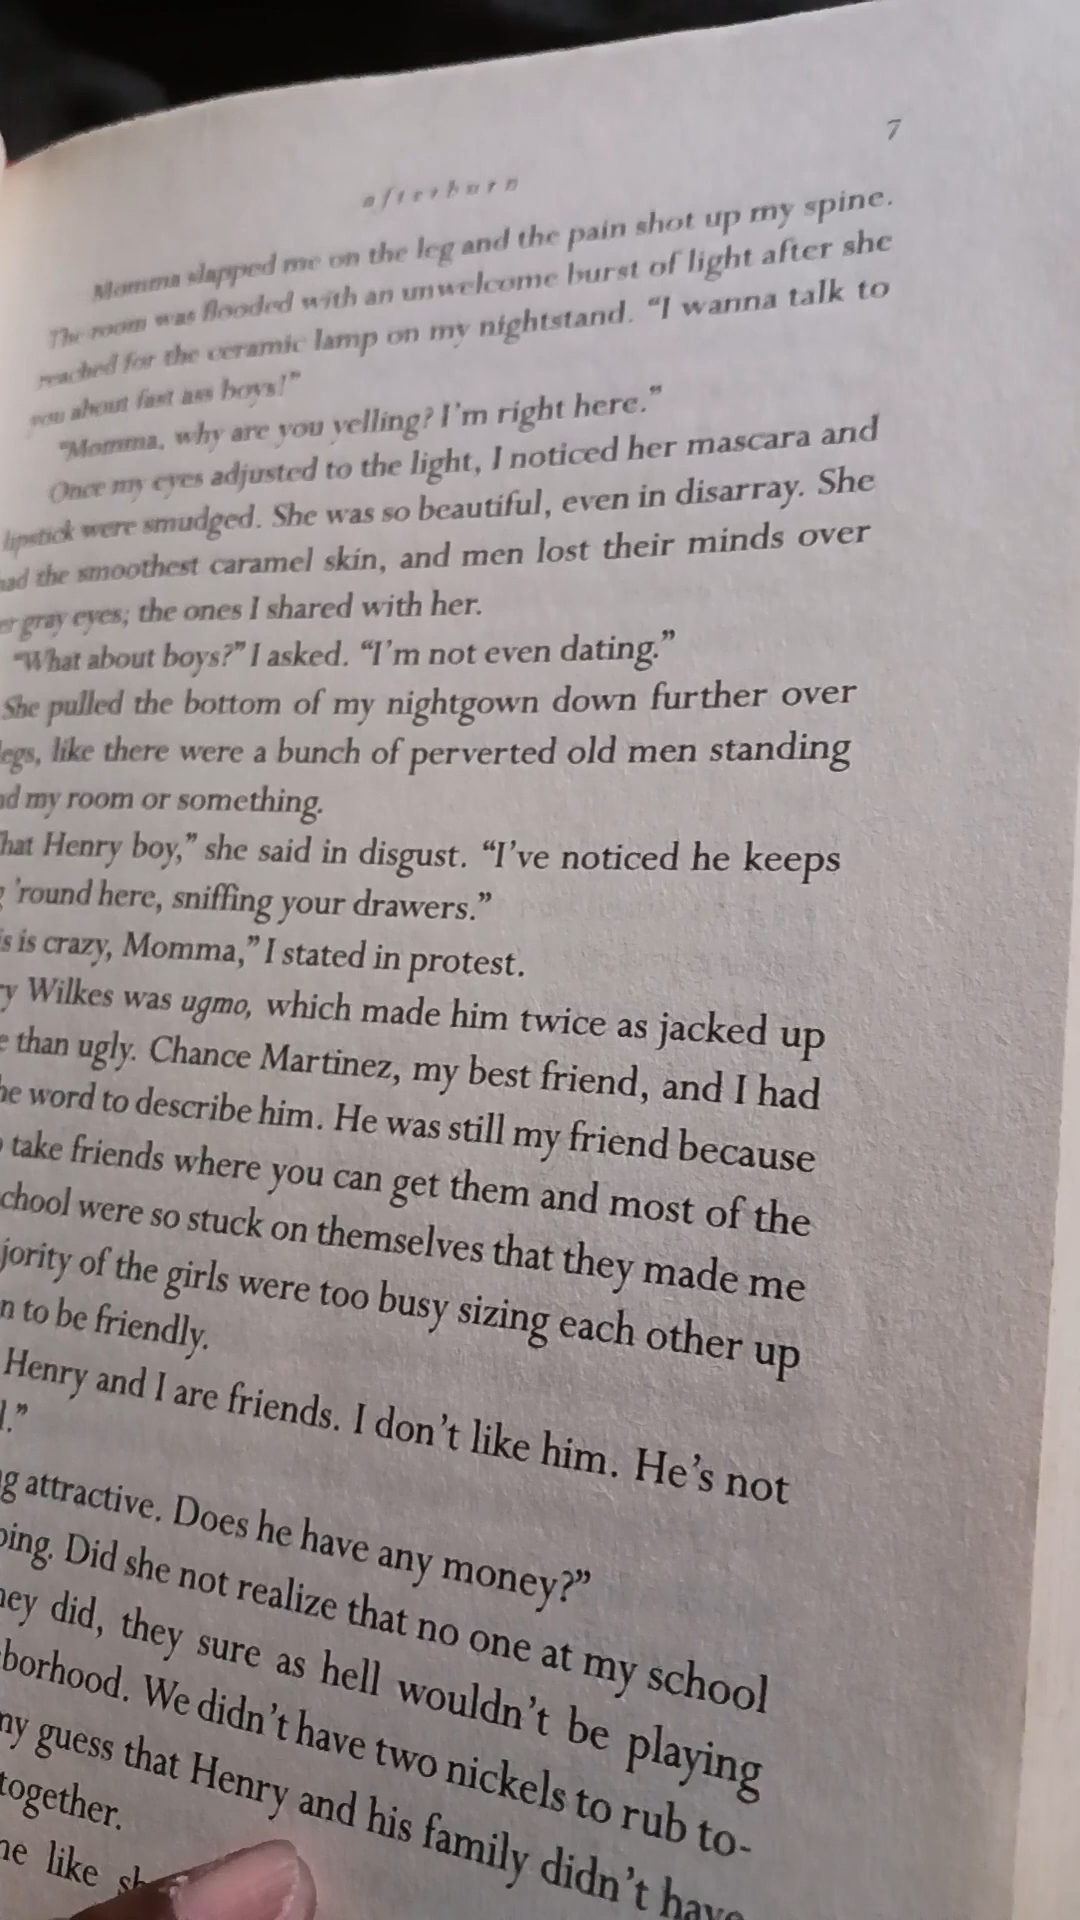 7
afterburn
Momma slapped me on the leg and the pain shot up my spine.
The room was flooded with an unwelcome burst of light after she
reached for the ceramic lamp on my nightstand. “I wanna talk to
you about fast ass boys!”
“Momma, why are you yelling? I’m right here.”
Once my eyes adjusted to the light, I noticed her mascara and
lipstick were smudged. She was so beautiful, even in disarray. She
had the smoothest caramel skin, and men lost their minds over
er gray eyes; the ones I shared with her.
“What about boys?” I asked. “I’m not even dating.”
She pulled the bottom of my nightgown down further over
legs, like there were a bunch of perverted old men standing
nd my room or something.
hat Henry boy,” she said in disgust. “I’ve noticed he keeps
g ’round here, sniffing your drawers.”
is is crazy, Momma,” I stated in protest.
ry Wilkes was ugmo, which made him twice as jacked up
e than ugly. Chance Martinez, my best friend, and I had
he word to describe him. He was still my friend because
o take friends where you can get them and most of the
chool were so stuck on themselves that they made me
jority of the girls were too busy sizing each other up
n to be friendly.
Henry and I are friends. I don’t like him. He’s not
l.”
ng attractive. Does he have any money?”
ping. Did she not realize that no one at my school
hey did, they sure as hell wouldn’t be playing
borhood. We didn’t have two nickels to rub to-
my guess that Henry and his family didn’t have
together.
ne like sh